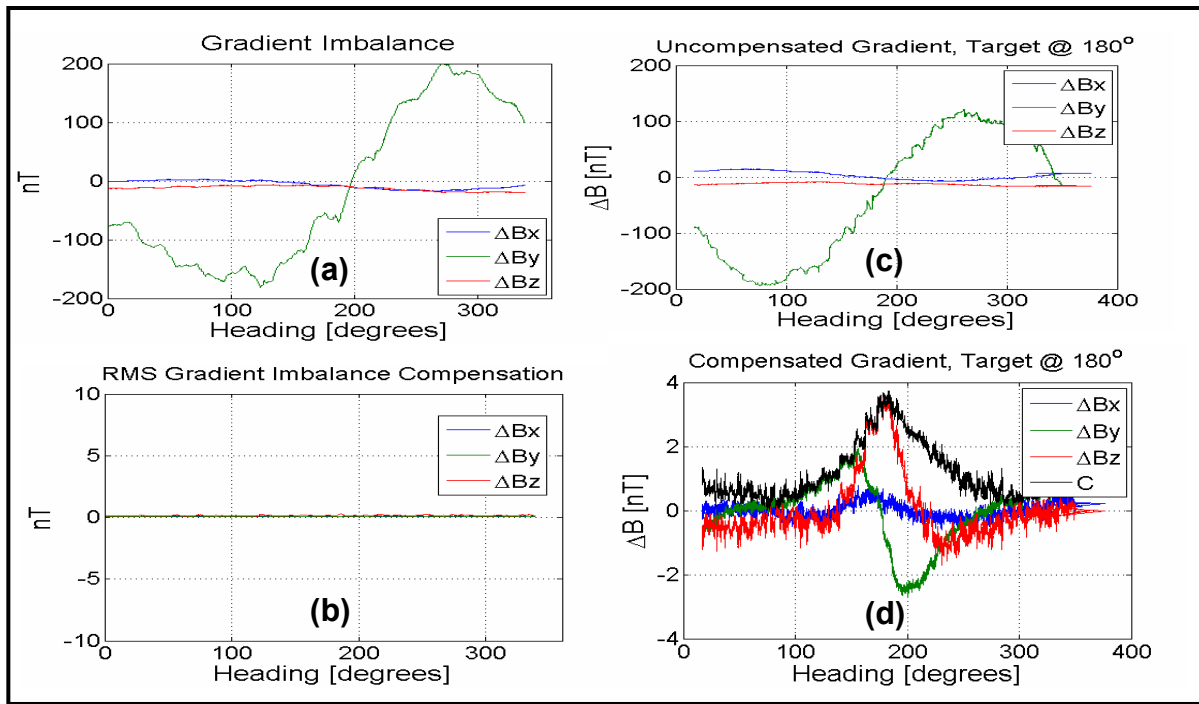 Gradient Imbalance
200
100
0
-100
-200
nT
0
100
200
300
Heading [degrees]
ΔBx
ΔBy
ΔBz
(a)
RMS Gradient Imbalance Compensation
10
5
0
-5
-10
nT
0
100
200
300
Heading [degrees]
ΔBx
ΔBy
ΔBz
(b)
Uncompensated Gradient, Target @ 180°
200
100
0
-100
-200
ΔB [nT]
0
100
200
300
400
Heading [degrees]
ΔBx
ΔBy
ΔBz
(c)
Compensated Gradient, Target @ 180°
4
2
0
-2
-4
ΔB [nT]
0
100
200
300
400
Heading [degrees]
ΔBx
ΔBy
ΔBz
C
(d)